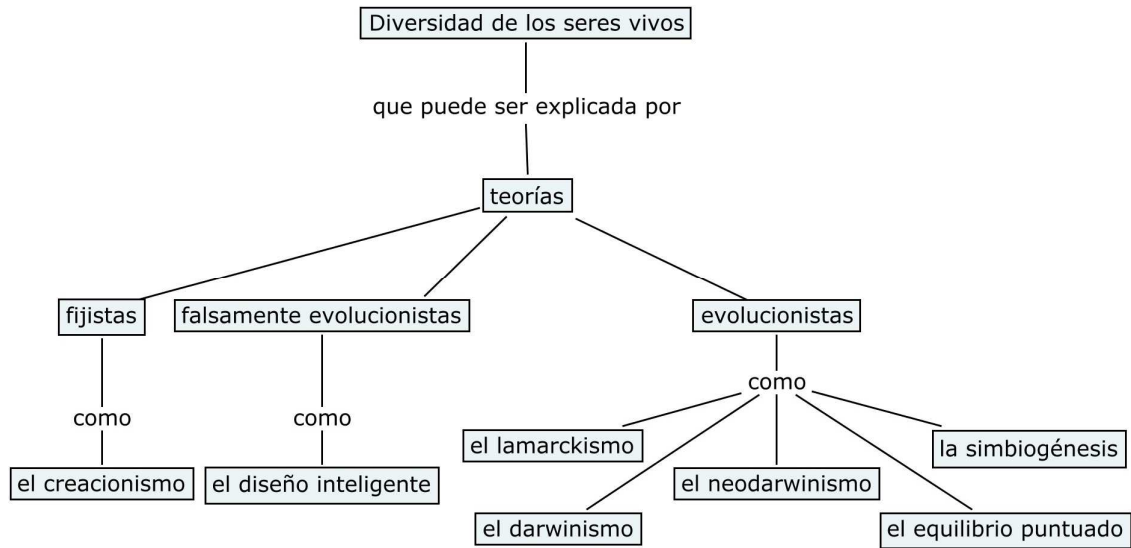 Diversidad de los seres vivos
que puede ser explicada por
teorías
fijistas
falsamente evolucionistas
evolucionistas
como
como
como
el creacionismo
el diseño inteligente
el lamarckismo
la simbiogénesis
el neodarwinismo
el darwinismo
el equilibrio puntuado